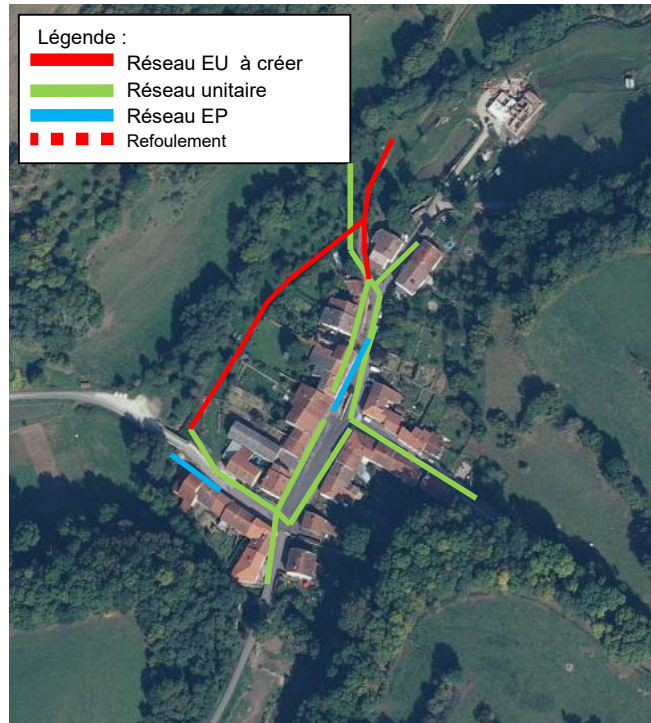 Légende :
Réseau EU à créer
Réseau unitaire
Réseau EP
Refoulement